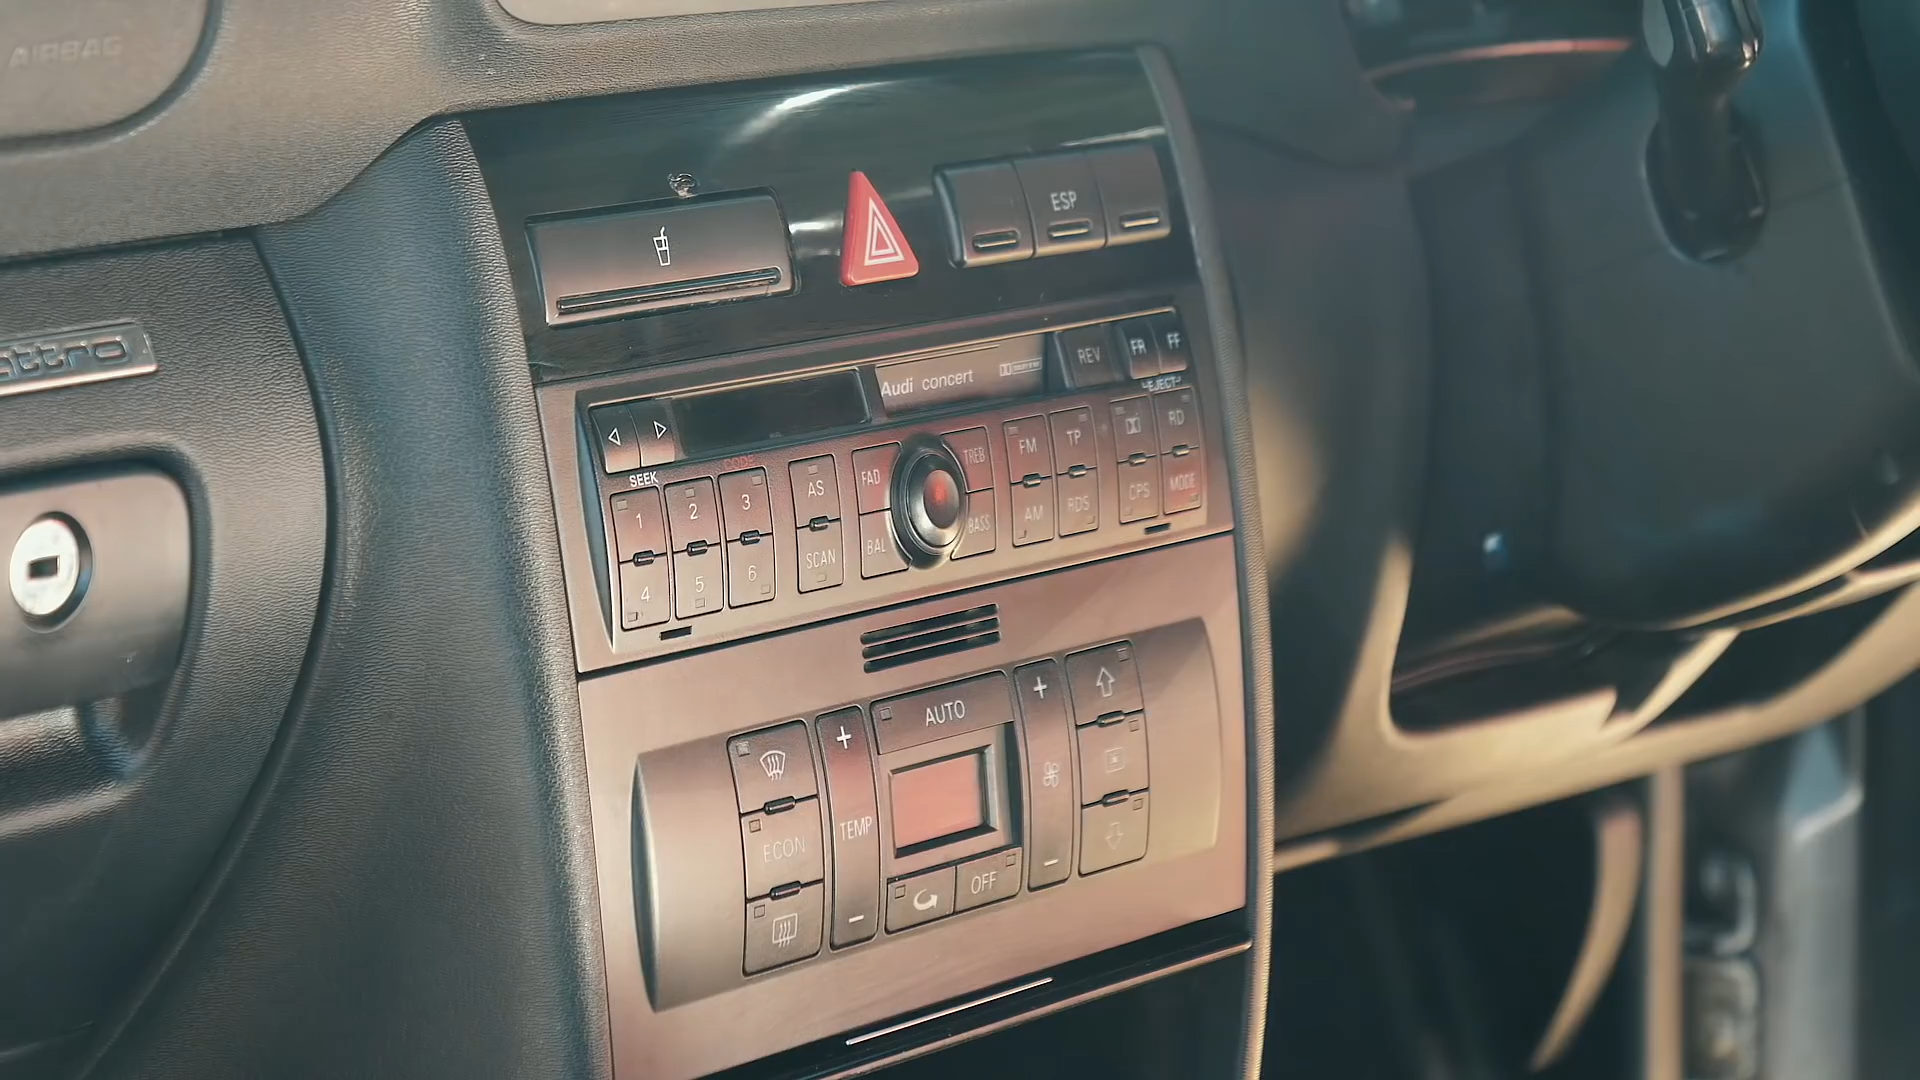 AIRBAG
ESP
attro
Audi concert
REV
FR
FF
EJECT
SEEK
CODE
1
2
3
AS
FAD
TREB
FM
TP
RD
4
5
6
SCAN
BAL
BASS
AM
RDS
CPS
MODE
AUTO
TEMP
ECON
OFF